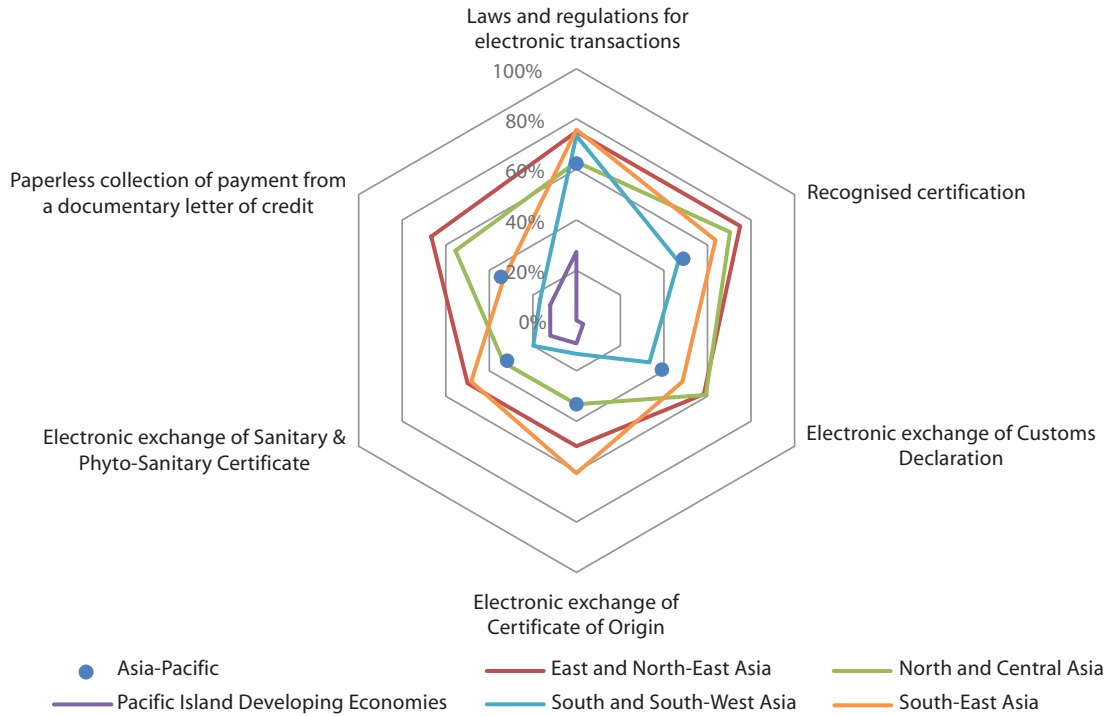 Laws and regulations for
electronic transactions
100%
80%
60%
40%
20%
0%
Paperless collection of payment from
a documentary letter of credit
Recognised certification
Electronic exchange of Sanitary &
Phyto-Sanitary Certificate
Electronic exchange of Customs
Declaration
Electronic exchange of
Certificate of Origin
Asia-Pacific
East and North-East Asia
North and Central Asia
Pacific Island Developing Economies
South and South-West Asia
South-East Asia